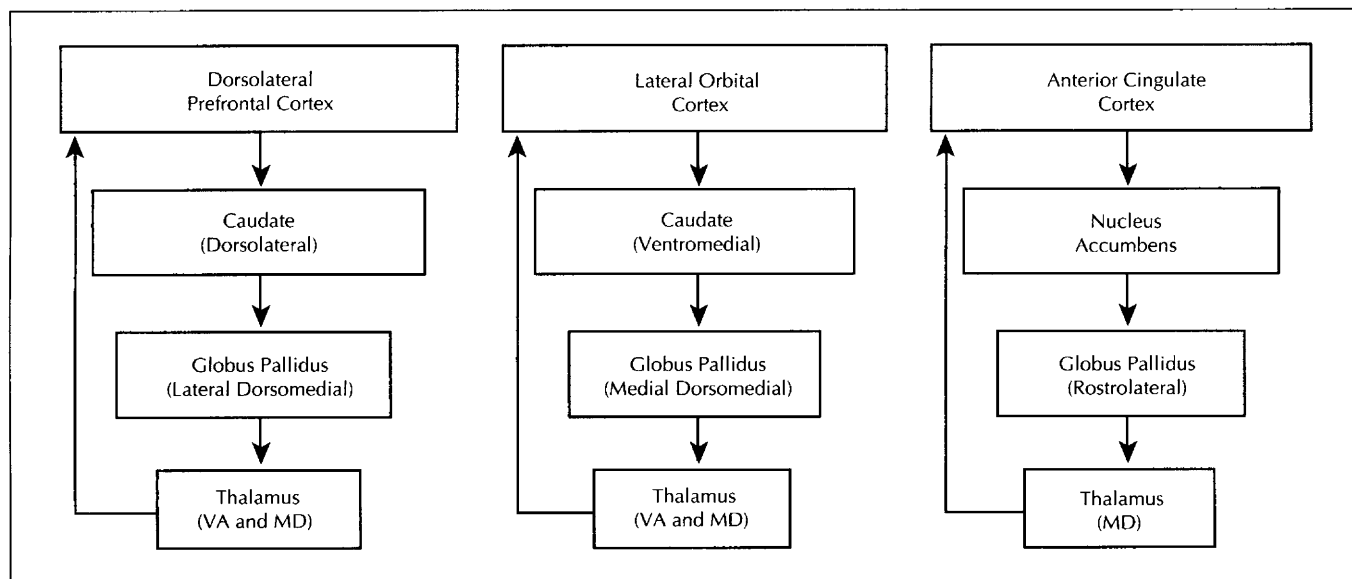 Dorsolateral
Prefrontal Cortex
Caudate
(Dorsolateral)
Globus Pallidus
(Lateral Dorsomedial)
Thalamus
(VA and MD)
Lateral Orbital
Cortex
Caudate
(Ventromedial)
Globus Pallidus
(Medial Dorsomedial)
Thalamus
(VA and MD)
Anterior Cingulate
Cortex
Nucleus
Accumbens
Globus Pallidus
(Rostrolateral)
Thalamus
(MD)